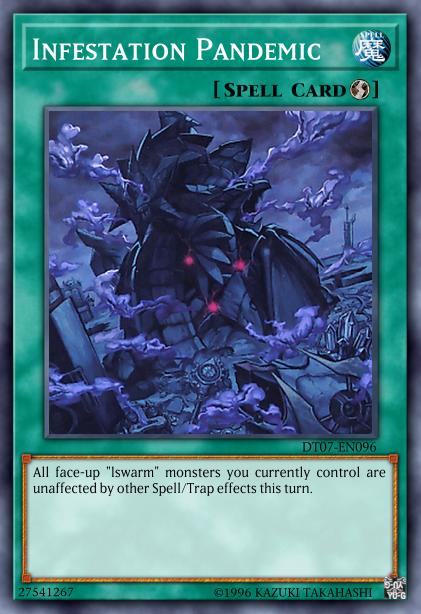 Infestation Pandemic
SPELL
魔
[Spell Card]
DT07-EN096
All face-up "lswarm" monsters you currently control are
unaffected by other Spell/Trap effects this turn.
27541267
©1996 KAZUKI TAKAHASHI